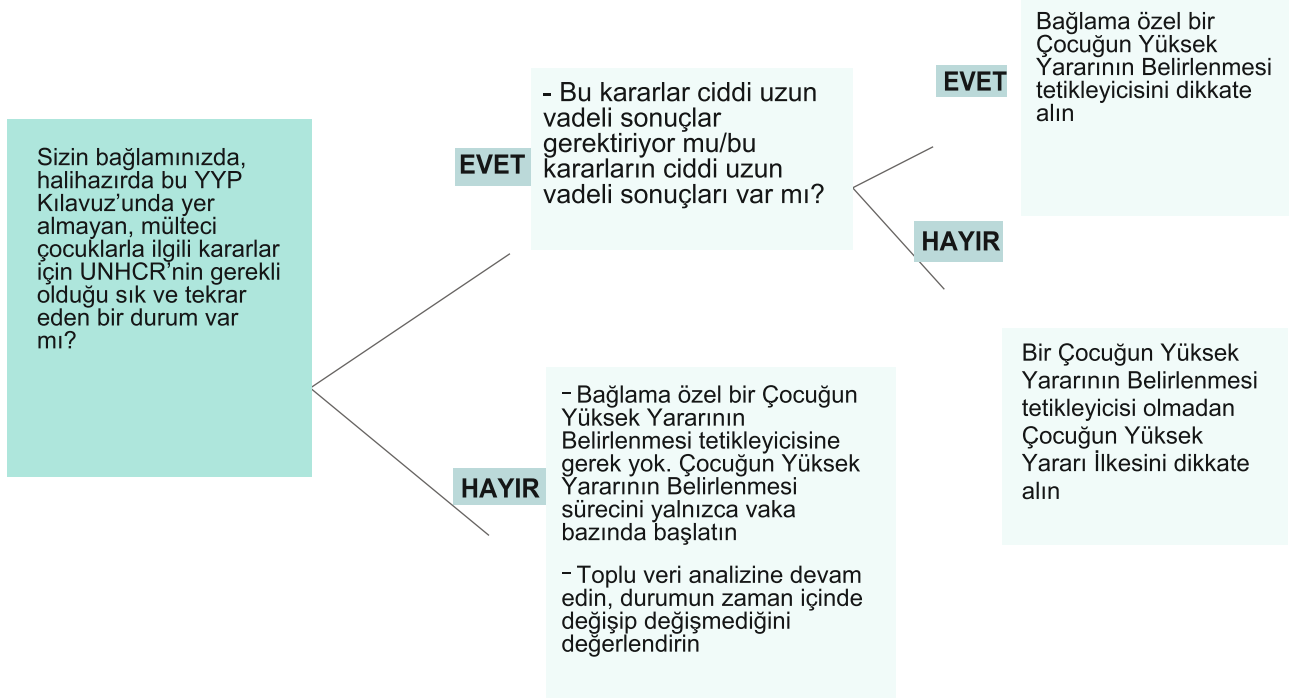 Sizin bağlamınızda,
halihazırda bu YYP
Kılavuz’unda yer
almayan, mülteci
çocuklarla ilgili kararlar
için UNHCR’nin gerekli
olduğu sık ve tekrar
eden bir durum var
mı?
EVET
- Bu kararlar ciddi uzun
vadeli sonuçlar
gerektiriyor mu/bu
kararların ciddi uzun
vadeli sonuçları var mı?
EVET
Bağlama özel bir
Çocuğun Yüksek
Yararının Belirlenmesi
tetikleyicisini dikkate
alın
HAYIR
Bir Çocuğun Yüksek
Yararının Belirlenmesi
tetikleyicisi olmadan
Çocuğun Yüksek
Yararı İlkesini dikkate
alın
HAYIR
- Bağlama özel bir Çocuğun
Yüksek Yararının
Belirlenmesi tetikleyicisine
gerek yok. Çocuğun Yüksek
Yararının Belirlenmesi
sürecini yalnızca vaka
bazında başlatın
- Toplu veri analizine devam
edin, durumun zaman içinde
değişip değişmediğini
değerlendirin